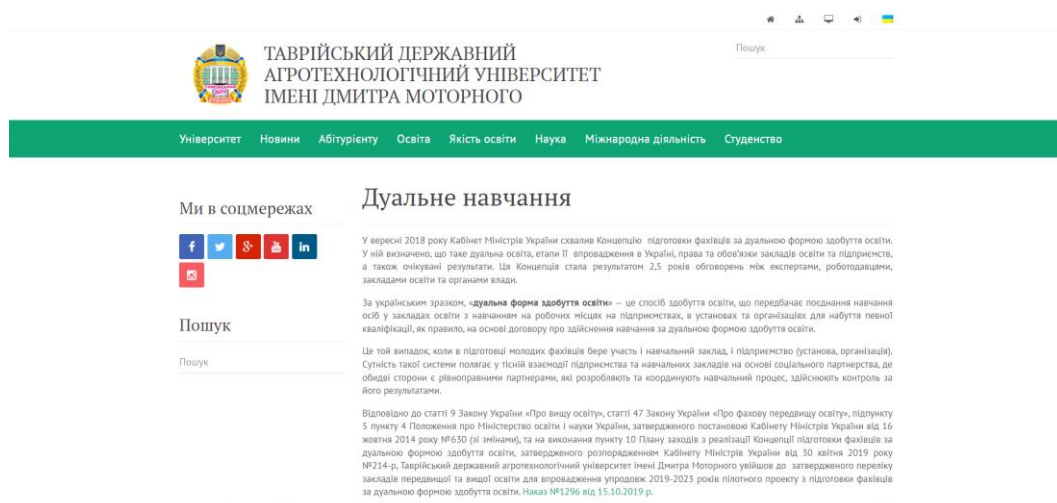 ТАВРІЙСЬКИЙ ДЕРЖАВНИЙ
АГРОТЕХНОЛОГІЧНИЙ УНІВЕРСИТЕТ
ІМЕНІ ДМИТРА МОТОРНОГО
Пошук
Університет Новини Абітурієнту Освіта Якість освіти Наука Міжнародна діяльність Студенство
Ми в соцмережах
Пошук
Пошук
Дуальне навчання
У вересні 2018 року Кабінет Міністрів України схвалив Концепцію підготовки фахівців за дуальною формою здобуття освіти.
У ній визначено, що таке дуальна освіта, етапи її впровадження в Україні, права та обов'язки закладів освіти та підприємств,
а також очікувані результати. Ця Концепція стала результатом 2,5 років обговорень між експертами, роботодавцями,
закладами освіти та органами влади.
За українським зразком, «дуальна форма здобуття освіти» — це спосіб здобуття освіти, що передбачає поєднання навчання
осіб у закладах освіти з навчанням на робочих місцях на підприємствах, в установах та організаціях для набуття певної
кваліфікації, як правило, на основі договору про здійснення навчання за дуальною формою здобуття освіти.
Це той випадок, коли в підготовці молодих фахівців бере участь і навчальний заклад, і підприємство (установа, організація).
Сутність такої системи полягає у тісній взаємодії підприємства та навчальних закладів на основі соціального партнерства, де
обидві сторони є рівноправними партнерами, які розробляють та координують навчальний процес, здійснюють контроль за
його результатами.
Відповідно до статті 9 Закону України «Про вищу освіту», статті 47 Закону України «Про фахову передвищу освіту», підпункту
5 пункту 4 Положення про Міністерство освіти і науки України, затвердженого постановою Кабінету Міністрів України від 16
жовтня 2014 року №630 (зі змінами), та на виконання пункту 10 Плану заходів з реалізації Концепції підготовки фахівців за
дуальною формою здобуття освіти, затвердженого розпорядженням Кабінету Міністрів України від 30 квітня 2019 року
№214-р, Таврійський державний агротехнологічний університет імені Дмитра Моторного увійшов до затвердженого переліку
закладів передвищої та вищої освіти для впровадження упродовж 2019-2023 років пілотного проекту з підготовки фахівців
за дуальною формою здобуття освіти. Наказ №1296 від 15.10.2019 р.